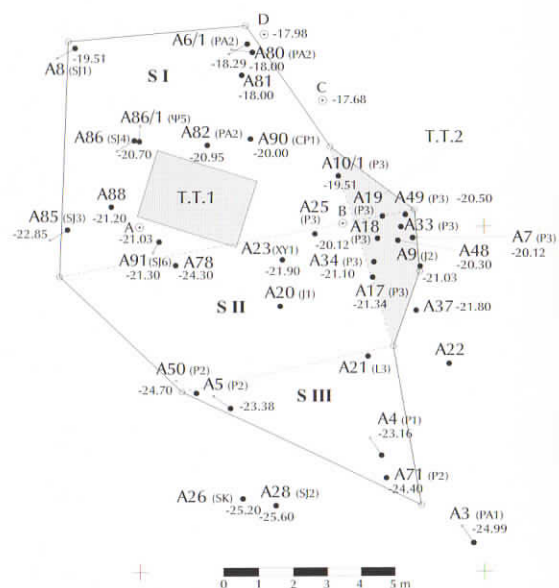 D
-17.98
A6/1 (PA2)
-18.29
A80 (PA2)
-18.00
A8 (SJ1)
-19.51
S I
A81
-18.00
C
-17.68
A86/1 (Ψ5)
A86 (SJ4)
-20.70
A82 (PA2)
-20.95
A90 (CP1)
-20.00
T.T.2
A10/1 (P3)
-19.51
T.T.1
A88
-21.20
A85 (SJ3)
-22.85
A
-21.03
A91 (SJ6)
-21.30
A78
-24.30
A25
(P3)
-20.12
B
A19
(P3)
A49 (P3) -20.50
A33 (P3)
A18
(P3)
A7 (P3)
-20.12
A23 (XY1)
-21.90
A34 (P3)
-21.10
A9 (J2)
-21.03
A48
-20.30
A17 (P3)
-21.34
S II
A20 (J1)
A37 -21.80
A21 (L3)
A22
A50 (P2)
-24.70
A5 (P2)
-23.38
S III
A4 (P1)
-23.16
A71 (P2)
-24.40
A26 (SK)
-25.20
A28 (SJ2)
-25.60
A3 (PA1)
-24.99
0 1 2 3 4 5 m